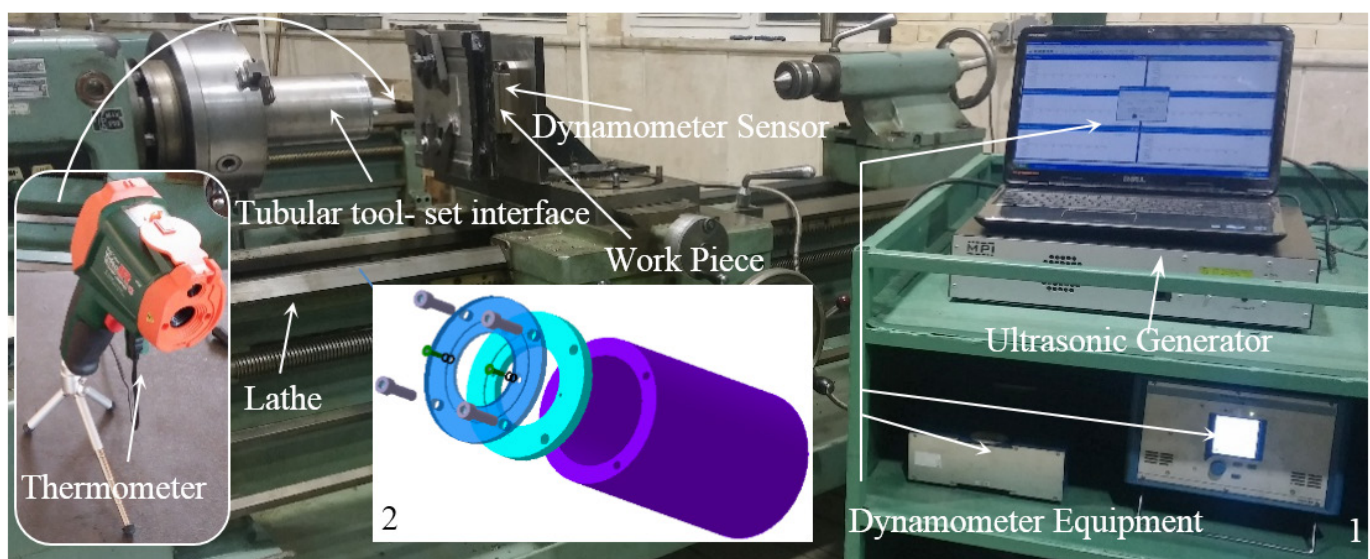 Dynamometer Sensor
Tubular tool- set interface
Work Piece
DELL
MPI
Ultrasonic Generator
Lathe
Thermometer
2
Dynamometer Equipment
1